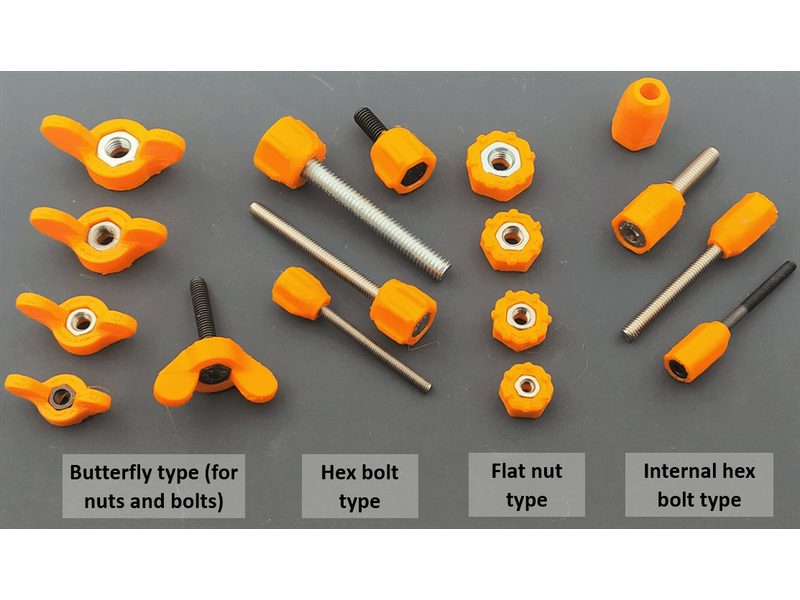 Butterfly type (for
nuts and bolts)
Hex bolt
type
Flat nut
type
Internal hex
bolt type